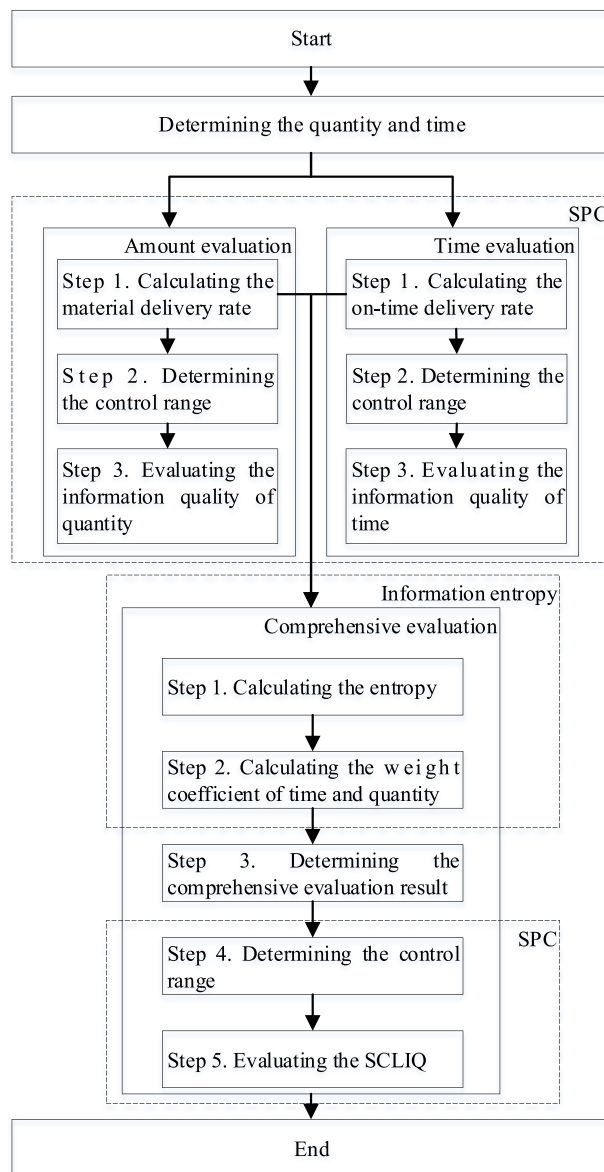 Start
Determining the quantity and time
SPC
Amount evaluation
Step 1. Calculating the
material delivery rate
Step 2. Determining
the control range
Step 3. Evaluating the
information quality of
quantity
Time evaluation
Step 1. Calculating the
on-time delivery rate
Step 2. Determining the
control range
Step 3. Evaluating the
information quality of
time
Information entropy
Comprehensive evaluation
Step 1. Calculating the entropy
Step 2. Calculating the weight
coefficient of time and quantity
Step 3. Determining the
comprehensive evaluation result
SPC
Step 4. Determining the control
range
Step 5. Evaluating the SCLIQ
End